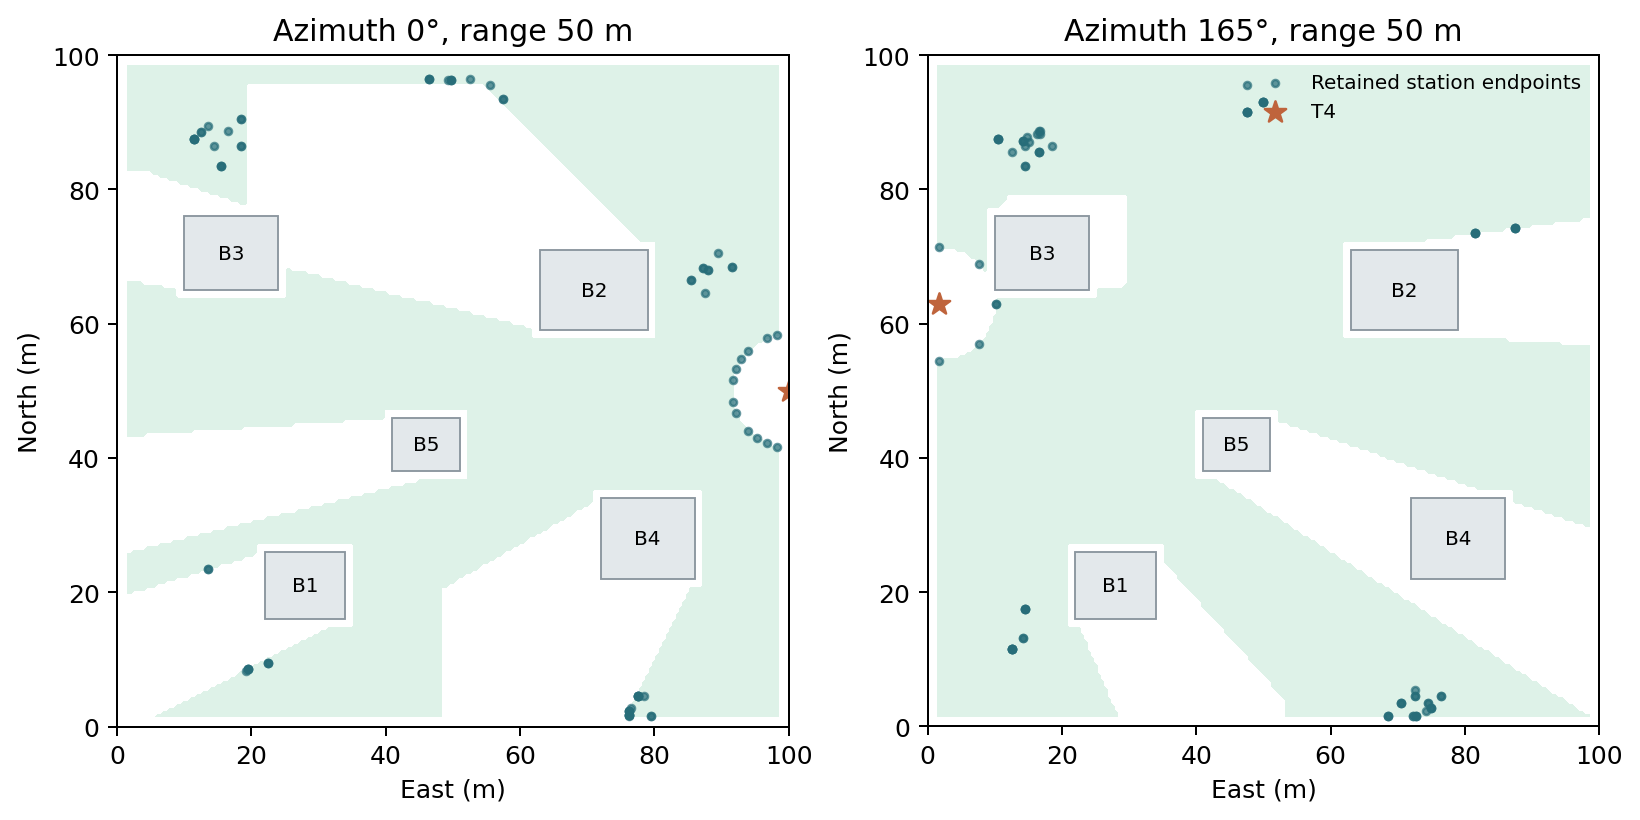 Azimuth 0°, range 50 m
100
80
60
40
20
0
0
20
40
60
80
100
North (m)
East (m)
B3
B2
B5
B4
B1
Azimuth 165°, range 50 m
Retained station endpoints
T4
100
80
60
40
20
0
0
20
40
60
80
100
North (m)
East (m)
B3
B2
B5
B4
B1